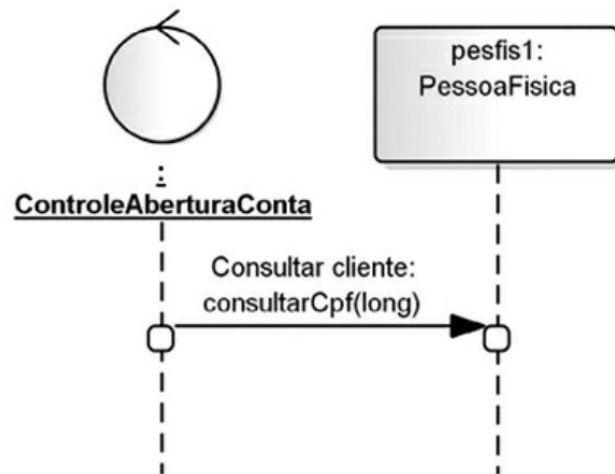 pesfis1:
PessoaFisica
:
ControleAberturaConta
Consultar cliente:
consultarCpf(long)